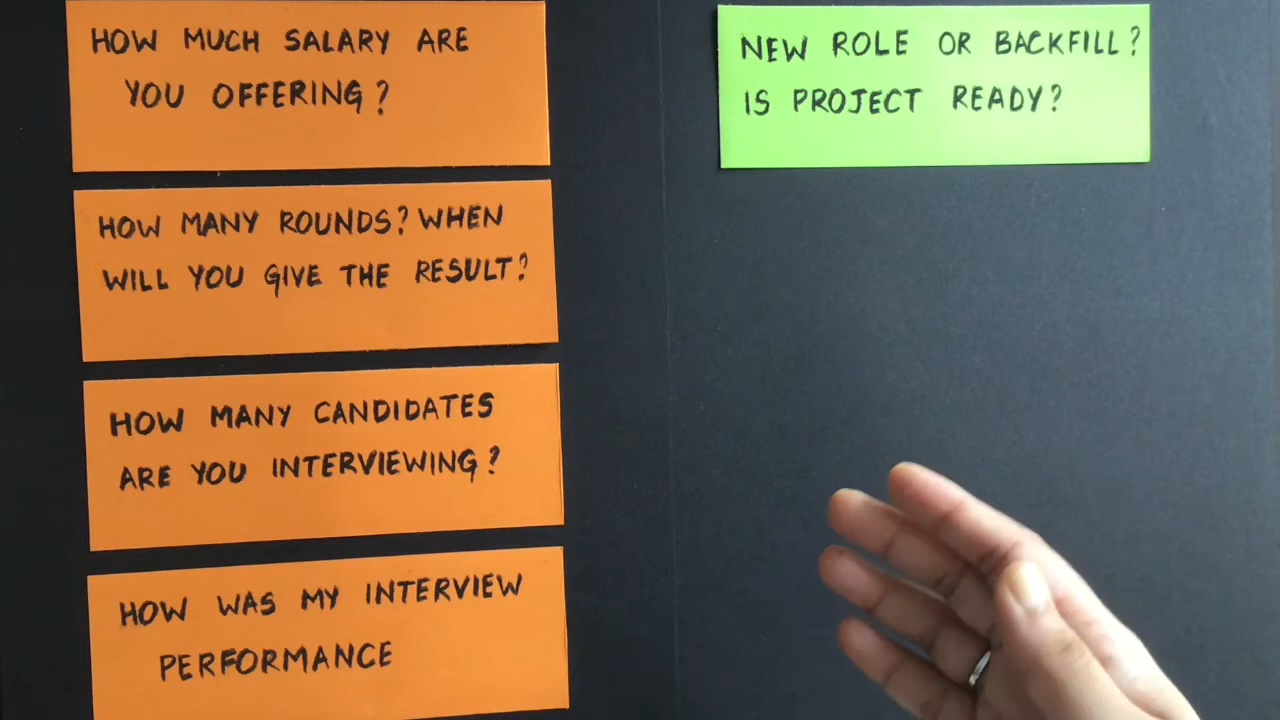 HOW MUCH SALARY ARE
YOU OFFERING?
HOW MANY ROUNDS? WHEN
WILL YOU GIVE THE RESULT?
HOW MANY CANDIDATES
ARE YOU INTERVIEWING?
HOW WAS MY INTERVIEW
PERFORMANCE
NEW ROLE OR BACKFILL?
IS PROJECT READY?